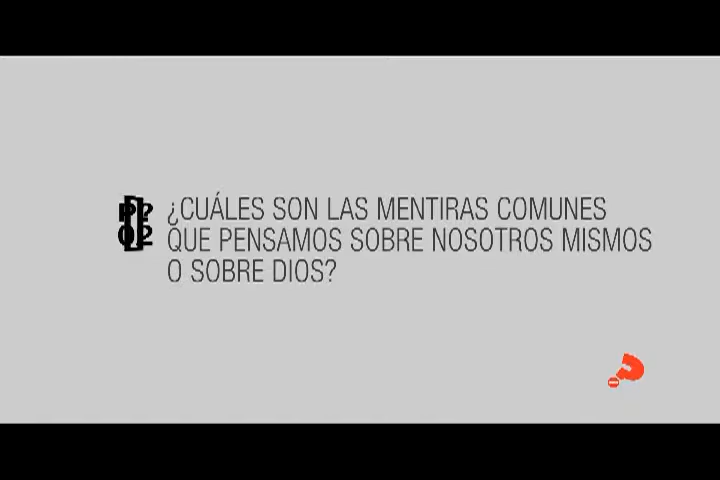 ¿CUÁLES SON LAS MENTIRAS COMUNES
QUE PENSAMOS SOBRE NOSOTROS MISMOS
O SOBRE DIOS?